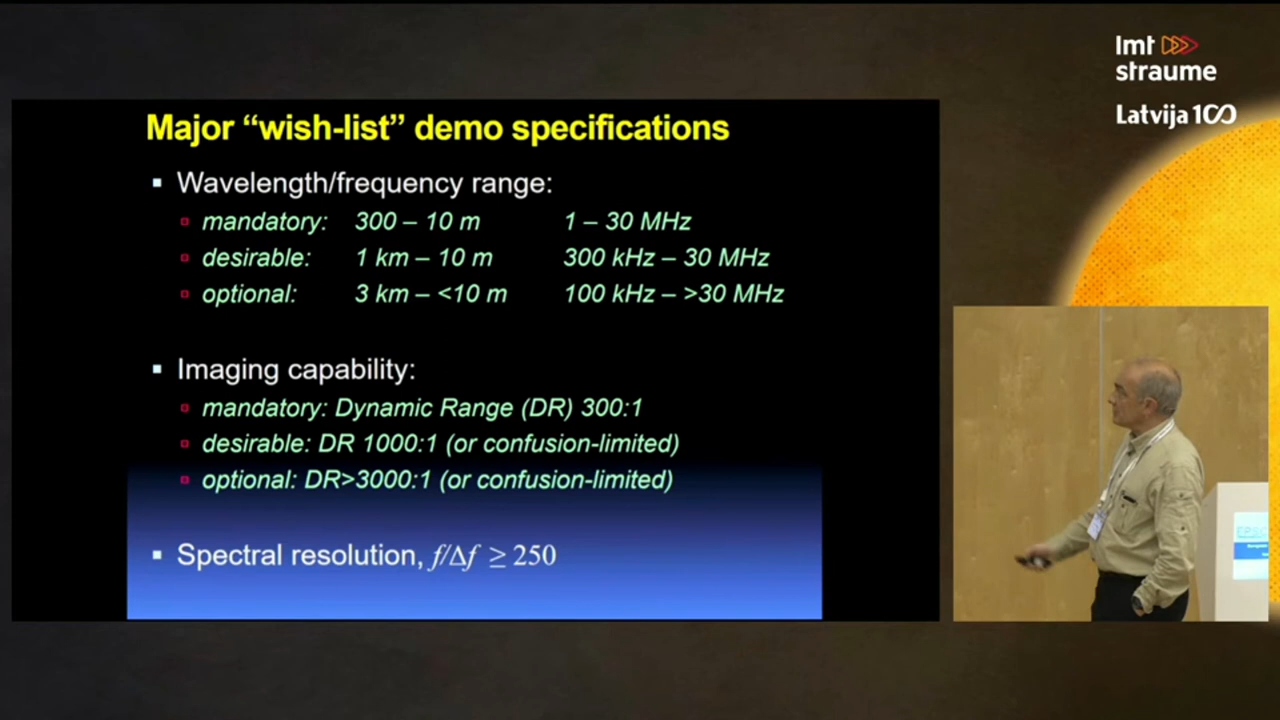 lmt
straume
Latvija 100
Major “wish-list” demo specifications
Wavelength/frequency range:
mandatory: 300 – 10 m 1 – 30 MHz
desirable: 1 km – 10 m 300 kHz – 30 MHz
optional: 3 km – <10 m 100 kHz – >30 MHz
Imaging capability:
mandatory: Dynamic Range (DR) 300:1
desirable: DR 1000:1 (or confusion-limited)
optional: DR>3000:1 (or confusion-limited)
Spectral resolution, f/Δf ≥ 250
EPSC